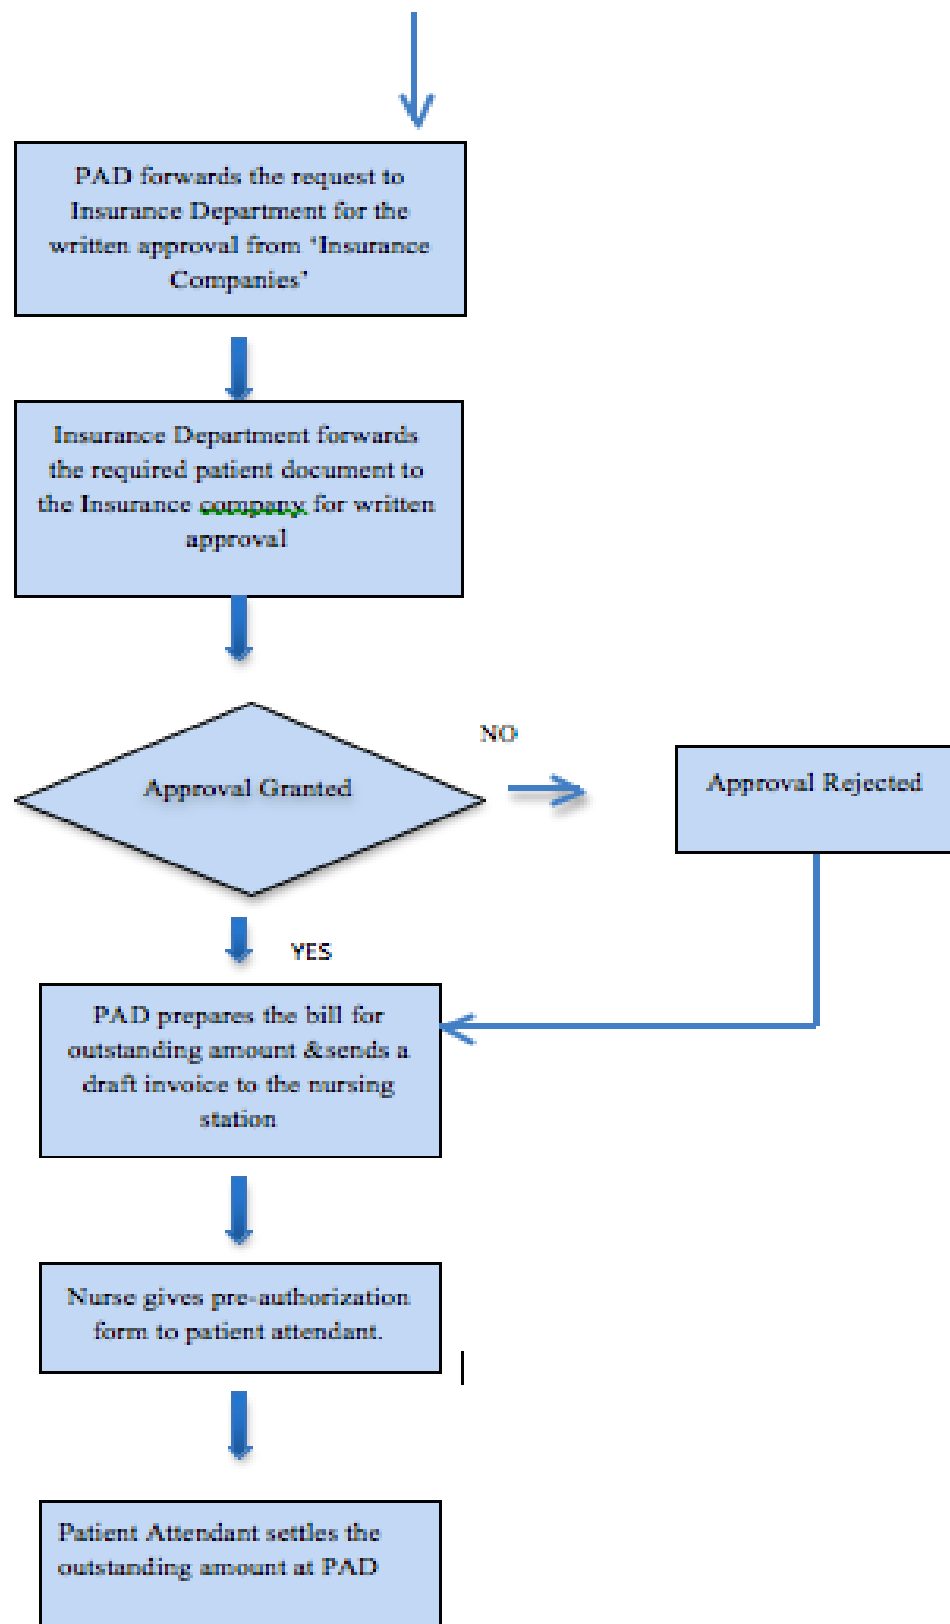 PAD forwards the request to
Insurance Department for the
written approval from ‘Insurance
Companies’
Insurance Department forwards
the required patient document to
the Insurance company for written
approval
NO
Approval Granted
Approval Rejected
YES
PAD prepares the bill for
outstanding amount &sends a
draft invoice to the nursing
station
Nurse gives pre-authorization
form to patient attendant.
Patient Attendant settles the
outstanding amount at PAD